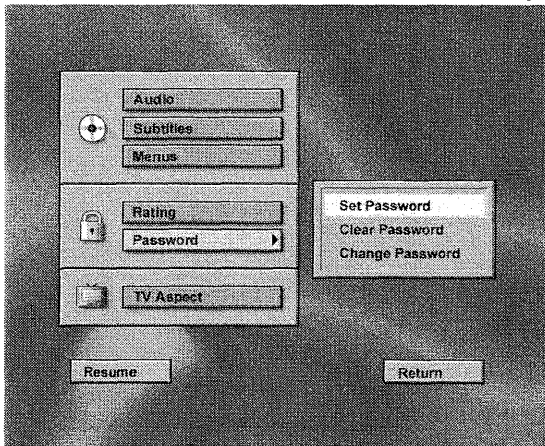 Audio
Subtitles
Menus
Rating
Password
TV Aspect
Set Password
Clear Password
Change Password
Resume
Return